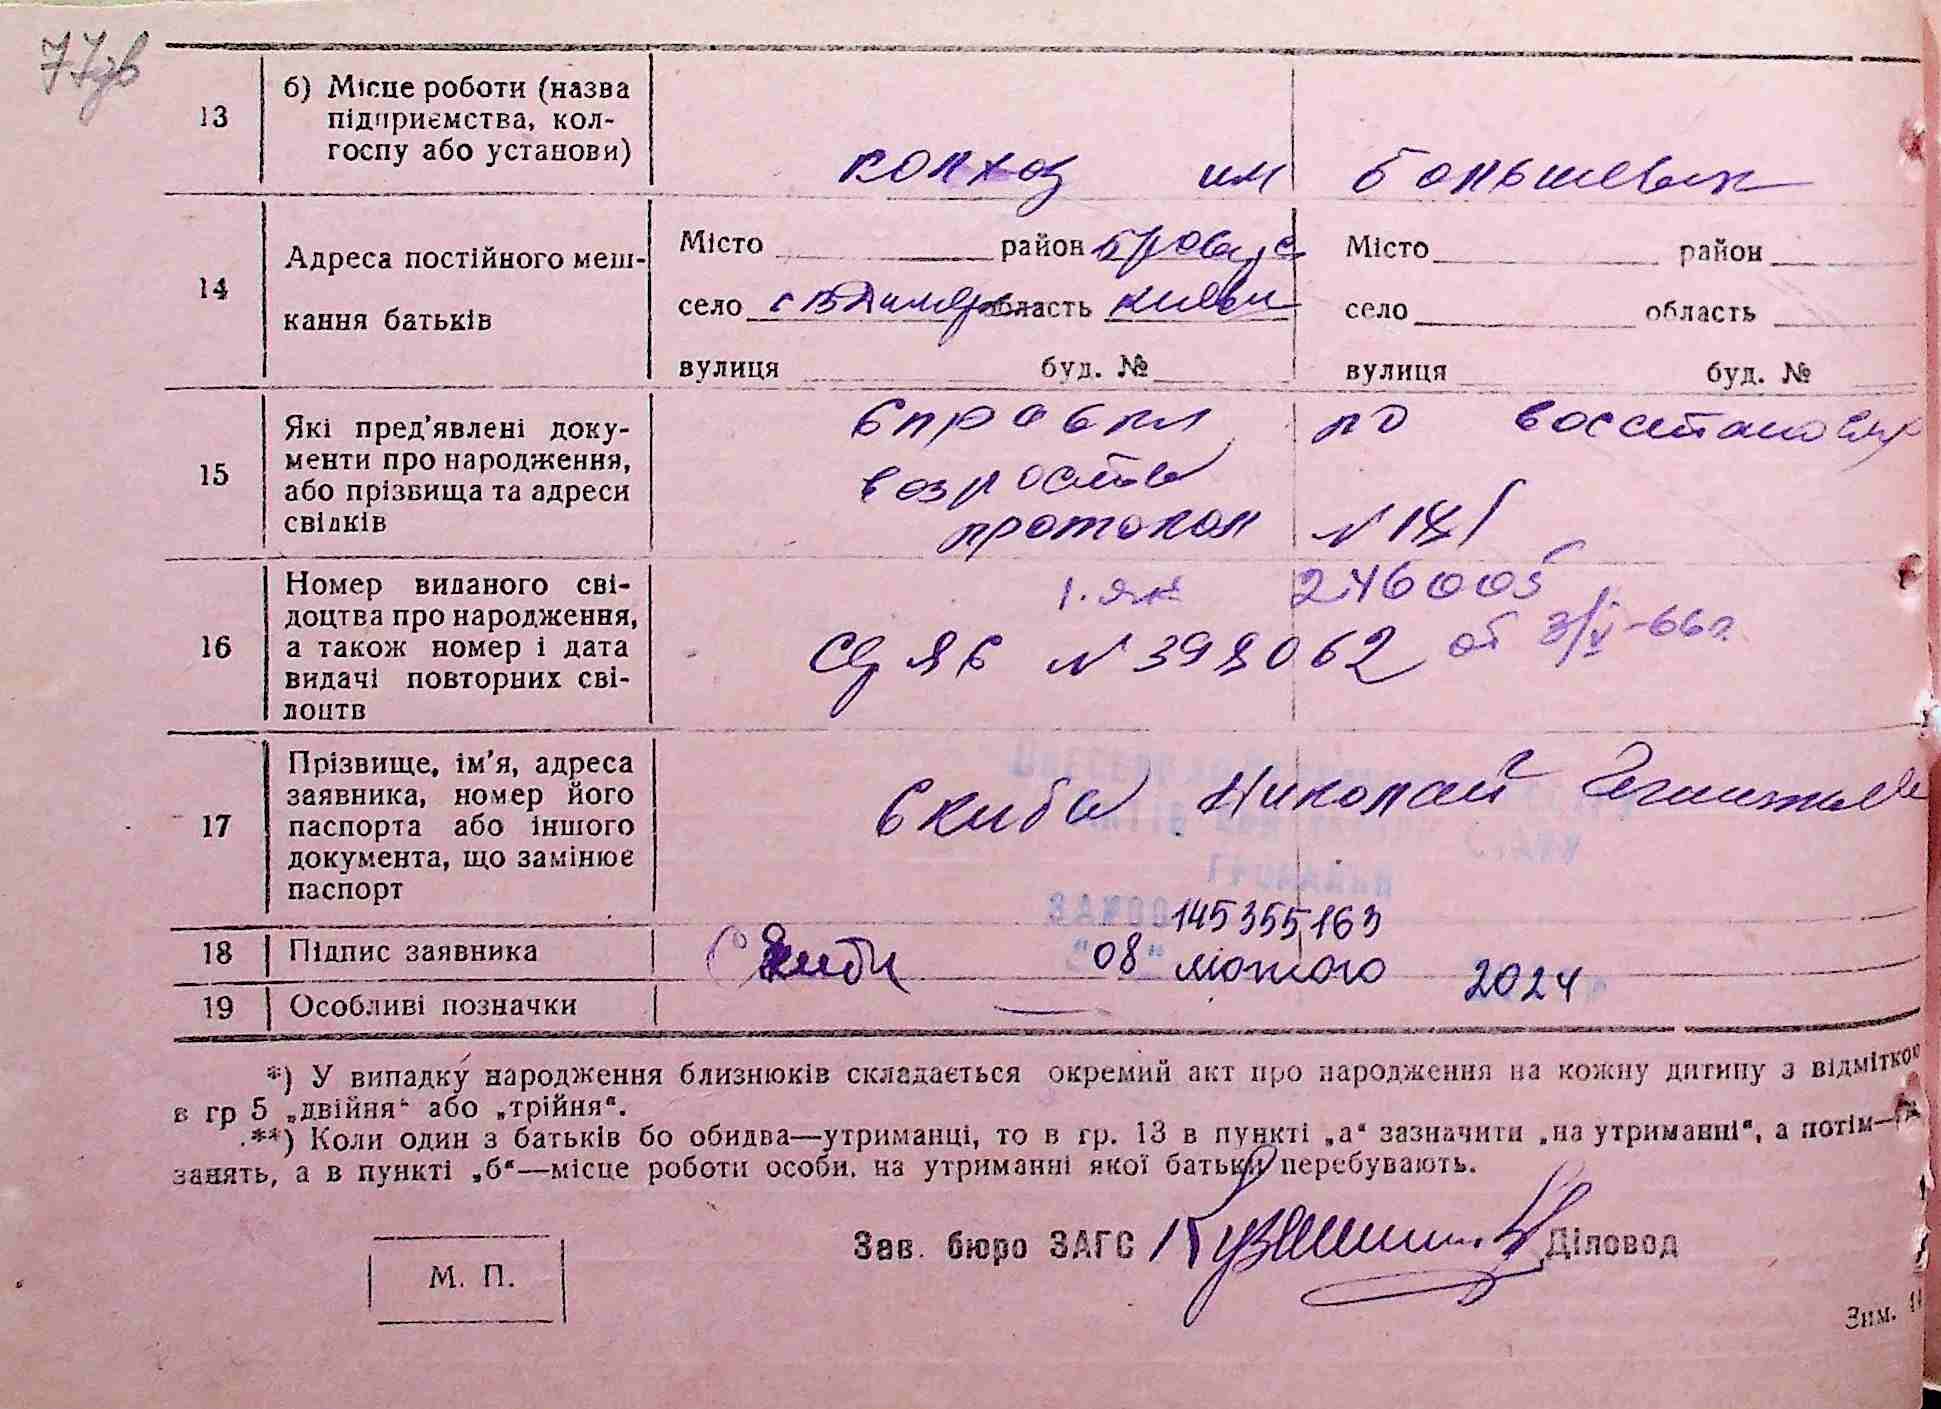 77зв
13
б) Місце роботи (назва
підприємства, кол-
госпу або установи)
колхоз им большевик
14
Адреса постійного меш-
кання батьків
Місто район
село область
вулиця буд. №
Місто район
село область
вулиця буд. №
15
Які пред'явлені доку-
менти про народження,
або прізвища та адреси
свідків
справки по
возраста
протокол №
16
Номер виданого сві-
доцтва про народження,
а також номер і дата
видачі повторних сві-
доцтв
246005
№ 398062 от 3/V-66г.
17
Прізвище, ім'я, адреса
заявника, номер його
паспорта або іншого
документа, що замінює
паспорт
Скиба Николай
145355163
18
Підпис заявника
08 лютого 2024
19
Особливі позначки
*) У випадку народження близнюків складається окремий акт про народження на кожну дитину з відміткою
в гр 5 „двійня“ або „трійня“.
**) Коли один з батьків бо обидва—утриманці, то в гр. 13 в пункті „а“ зазначити „на утриманні“, а потім—
занять, а в пункті „б“—місце роботи особи, на утриманні якої батьки перебувають.
Зав. бюро ЗАГС Діловод
М. П.
Зим.